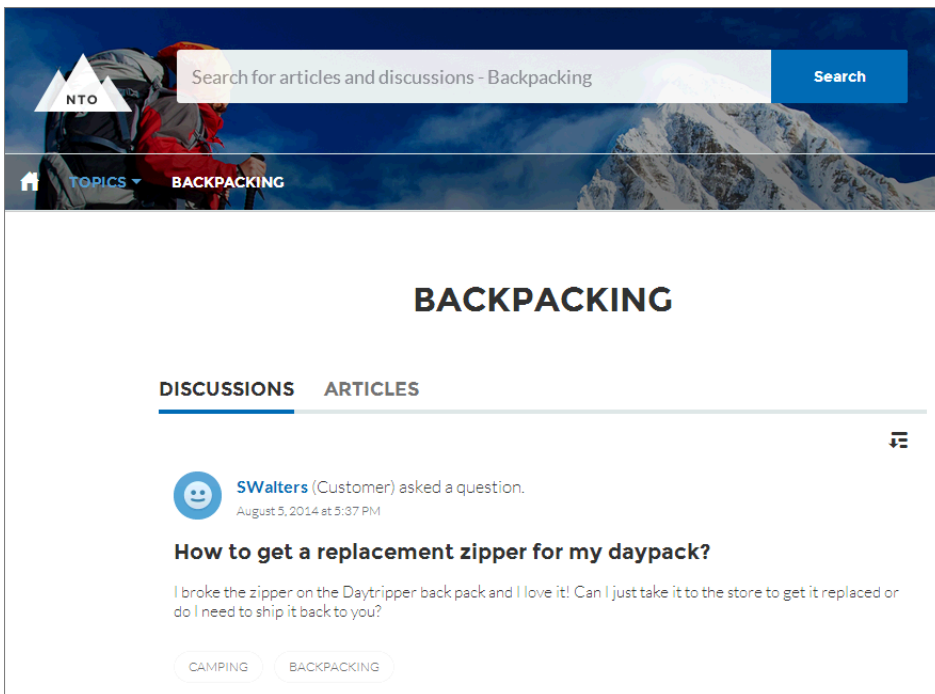 Search for articles and discussions - Backpacking
Search
NTO
TOPICS
BACKPACKING
BACKPACKING
DISCUSSIONS
ARTICLES
SWalters (Customer) asked a question.
August 5, 2014 at 5:37 PM
How to get a replacement zipper for my daypack?
I broke the zipper on the Daytripper back pack and I love it! Can I just take it to the store to get it replaced or
do I need to ship it back to you?
CAMPING
BACKPACKING